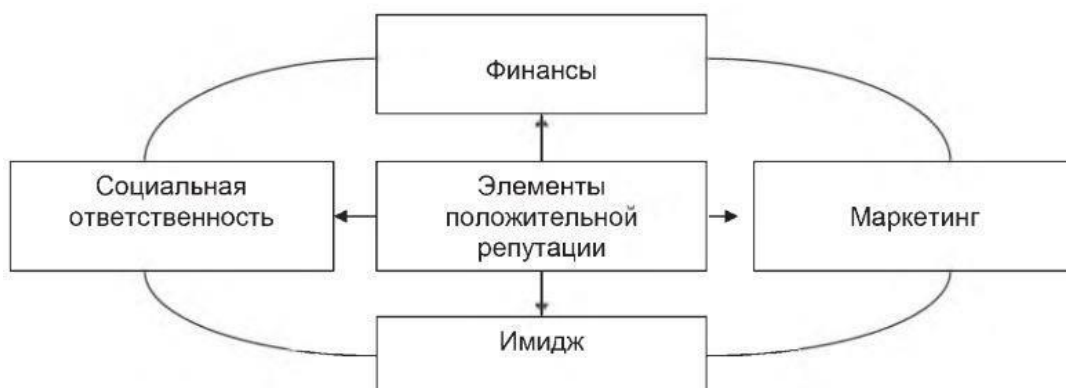 Финансы
Социальная
ответственность
Элементы
положительной
репутации
Маркетинг
Имидж